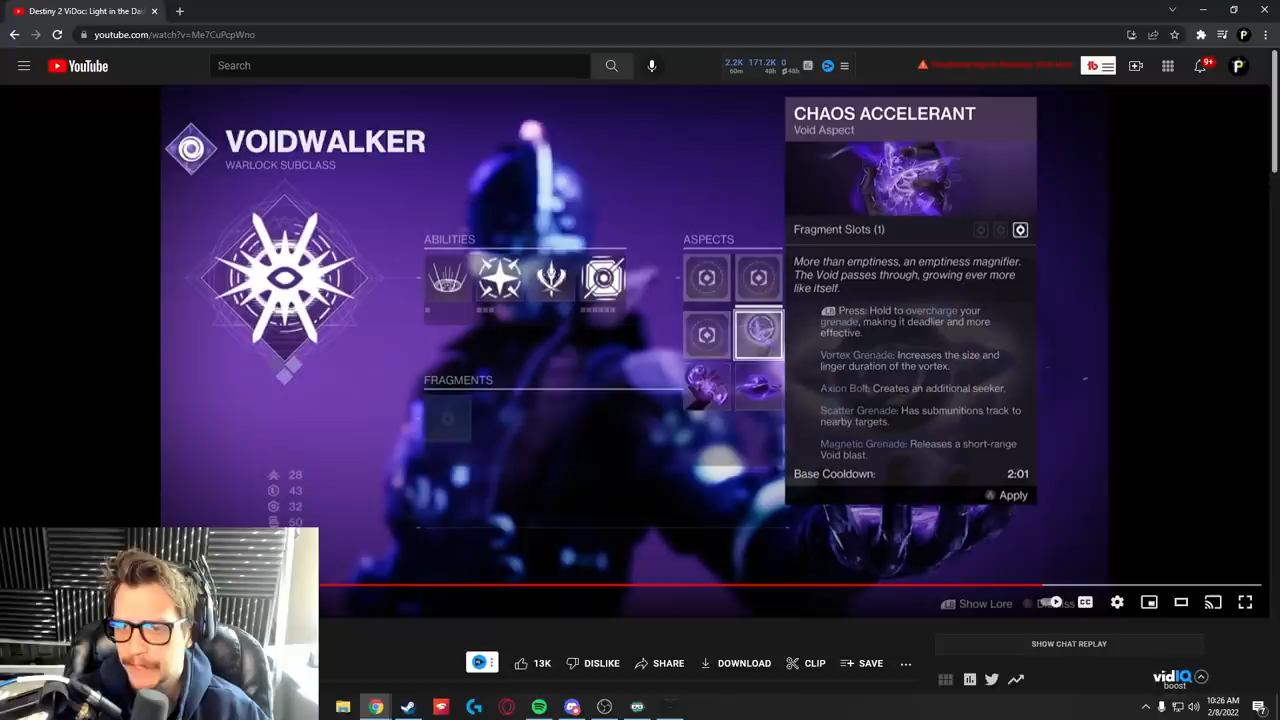 Destiny 2 ViDoc: Light in the Da
youtube.com/watch?v=Me7CuPcpWno
YouTube
Search
2.2K 171.2K 0
60m 48h 48h
9+
VOIDWALKER
WARLOCK SUBCLASS
ABILITIES
ASPECTS
FRAGMENTS
28
43
32
50
CHAOS ACCELERANT
Void Aspect
Fragment Slots (1)
More than emptiness, an emptiness magnifier.
The Void passes through, growing ever more
like itself.
LB Press: Hold to overcharge your
grenade, making it deadlier and more
effective.
Vortex Grenade: Increases the size and
linger duration of the vortex.
Axion Bolt: Creates an additional seeker.
Scatter Grenade: Has submunitions track to
nearby targets.
Magnetic Grenade: Releases a short-range
Void blast.
Base Cooldown: 2:01
A Apply
Show Lore
SHOW CHAT REPLAY
13K DISLIKE SHARE DOWNLOAD CLIP SAVE
vidIQ
boost
10:26 AM
2/8/2022